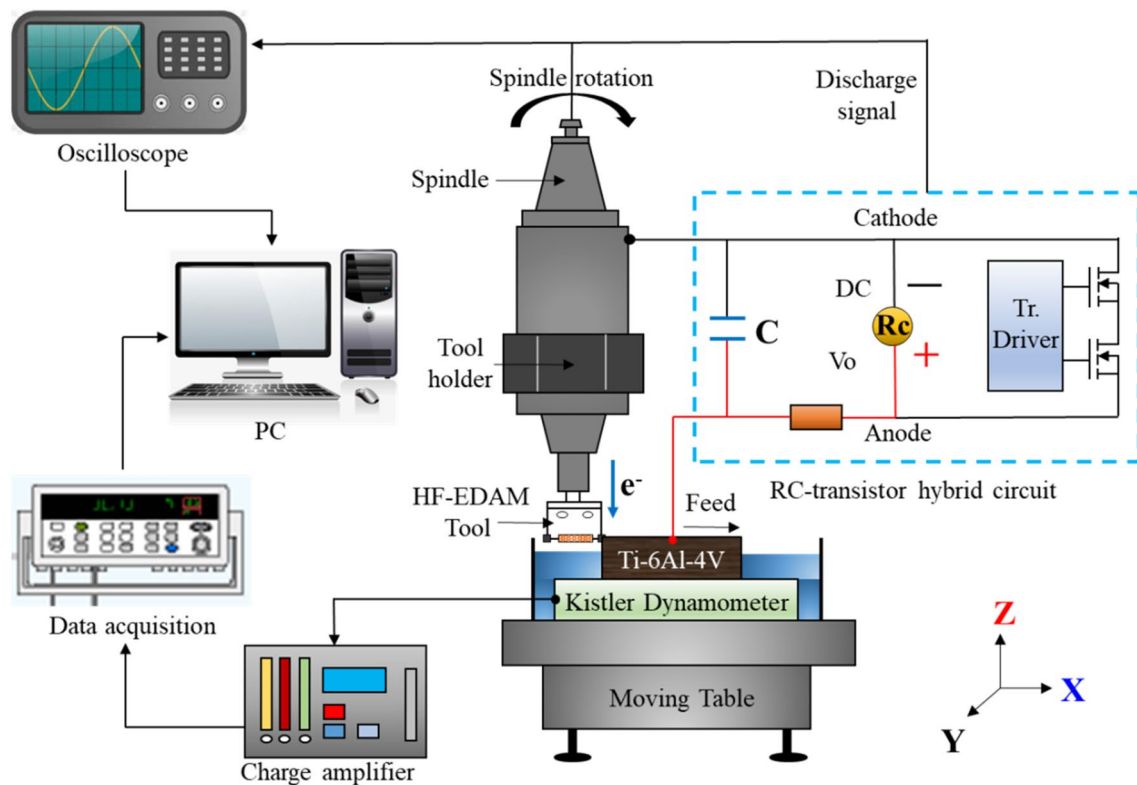 Spindle rotation
Discharge
signal
Oscilloscope
Spindle
Cathode
DC
−
Rc
+
Vo
C
Tr.
Driver
Anode
RC-transistor hybrid circuit
Tool
holder
PC
HF-EDAM
Tool
e-
Feed
Ti-6Al-4V
Kistler Dynamometer
Moving Table
Data acquisition
Charge amplifier
Z
X
Y